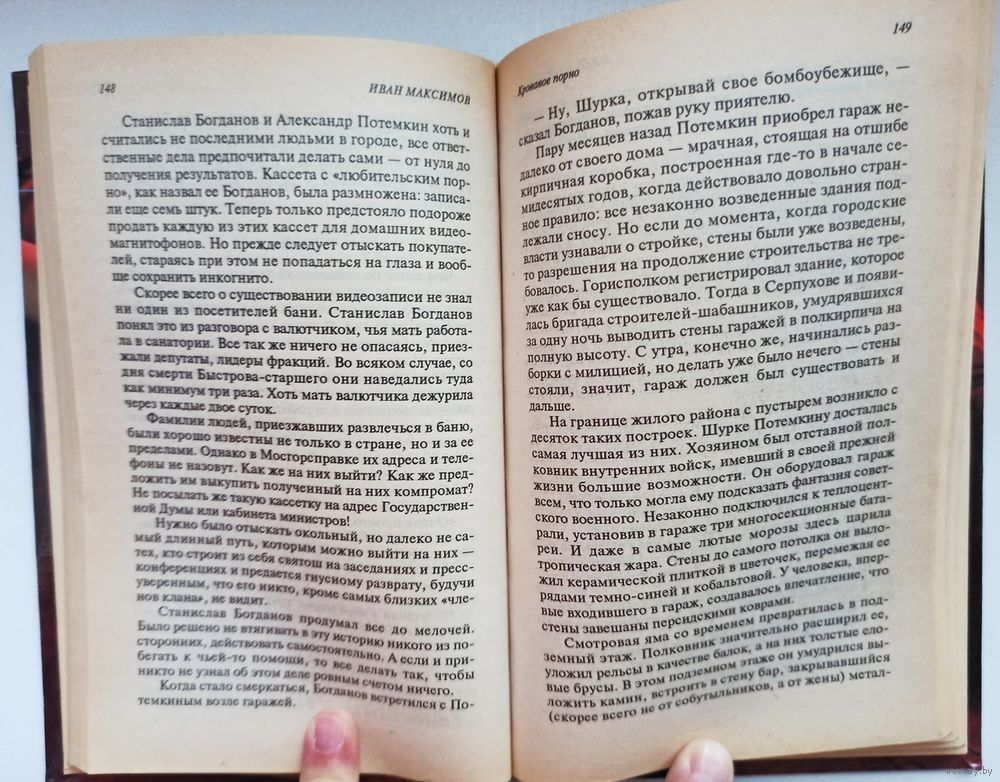 148
ИВАН МАКСИМОВ
Станислав Богданов и Александр Потемкин хоть и
считались не последними людьми в городе, все ответ-
ственные дела предпочитали делать сами — от нуля до
получения результатов. Кассета с «любительским пор-
но», как назвал ее Богданов, была размножена: записа-
ли еще семь штук. Теперь только предстояло подороже
продать каждую из этих кассет для домашних видео-
магнитофонов. Но прежде следует отыскать покупате-
лей, стараясь при этом не попадаться на глаза и вооб-
ще сохранить инкогнито.
Скорее всего о существовании видеозаписи не знал
ни один из посетителей бани. Станислав Богданов
понял это из разговора с валютчиком, чья мать работа-
ла в санатории. Все так же ничего не опасаясь, приез-
жали депутаты, лидеры фракций. Во всяком случае, со
дня смерти Быстрова-старшего они наведались туда
как минимум три раза. Хоть мать валютчика дежурила
через каждые двое суток.
Фамилии людей, приезжавших развлечься в баню,
были хорошо известны не только в стране, но и за ее
пределами. Однако в Мосгорсправке их адреса и теле-
фоны не назовут. Как же на них выйти? Как же пред-
ложить им выкупить полученный на них компромат?
Не посылать же такую кассетку на адрес Государствен-
ной Думы или кабинета министров!
Нужно было отыскать окольный, но далеко не са-
мый длинный путь, которым можно выйти на них —
тех, кто строит из себя святош на заседаниях и пресс-
конференциях и предается гнусному разврату, будучи
уверенным, что его никто, кроме самых близких «чле-
нов клана», не видит.
Станислав Богданов продумал все до мелочей.
Было решено не втягивать в эту историю никого из по-
сторонних, действовать самостоятельно. А если и при-
бегать к чьей-то помощи, то все делать так, чтобы
никто не узнал об этом деле ровным счетом ничего.
Когда стало смеркаться, Богданов встретился с По-
темкиным возле гаражей.
Кровавое порно
149
— Ну, Шурка, открывай свое бомбоубежище, —
сказал Богданов, пожав руку приятелю.
Пару месяцев назад Потемкин приобрел гараж не-
далеко от своего дома — мрачная, стоящая на отшибе
кирпичная коробка, построенная где-то в начале се-
мидесятых годов, когда действовало довольно стран-
ное правило: все незаконно возведенные здания под-
лежали сносу. Но если до момента, когда городские
власти узнавали о стройке, стены были уже возведены,
то разрешения на продолжение строительства не тре-
бовалось. Горисполком регистрировал здание, которое
уже как бы существовало. Тогда в Серпухове и появи-
лась бригада строителей-шабашников, умудрявшихся
за одну ночь выводить стены гаражей в полкирпича на
полную высоту. С утра, конечно же, начинались раз-
борки с милицией, но делать уже было нечего — стены
стояли, значит, гараж должен был существовать и
дальше.
На границе жилого района с пустырем возникло с
десяток таких построек. Шурке Потемкину досталась
самая лучшая из них. Хозяином был отставной пол-
ковник внутренних войск, имевший в своей прежней
жизни большие возможности. Он оборудовал гараж
всем, что только могла ему подсказать фантазия совет-
ского военного. Незаконно подключился к теплоцент-
рали, установив в гараже три многосекционные бата-
реи. И даже в самые лютые морозы здесь царила
тропическая жара. Стены до самого потолка он выло-
жил керамической плиткой в цветочек, перемежая ее
рядами темно-синей и кобальтовой. У человека, впер-
вые входившего в гараж, создавалось впечатление, что
стены завешаны персидскими коврами.
Смотровая яма со временем превратилась в под-
земный этаж. Полковник значительно расширил ее,
уложил рельсы в качестве балок, а на них толстые ело-
вые брусы. В этом подземном этаже он умудрился вы-
ложить камин, встроить в стену бар, закрывавшийся
(скорее всего не от собутыльников, а от жены) метал-